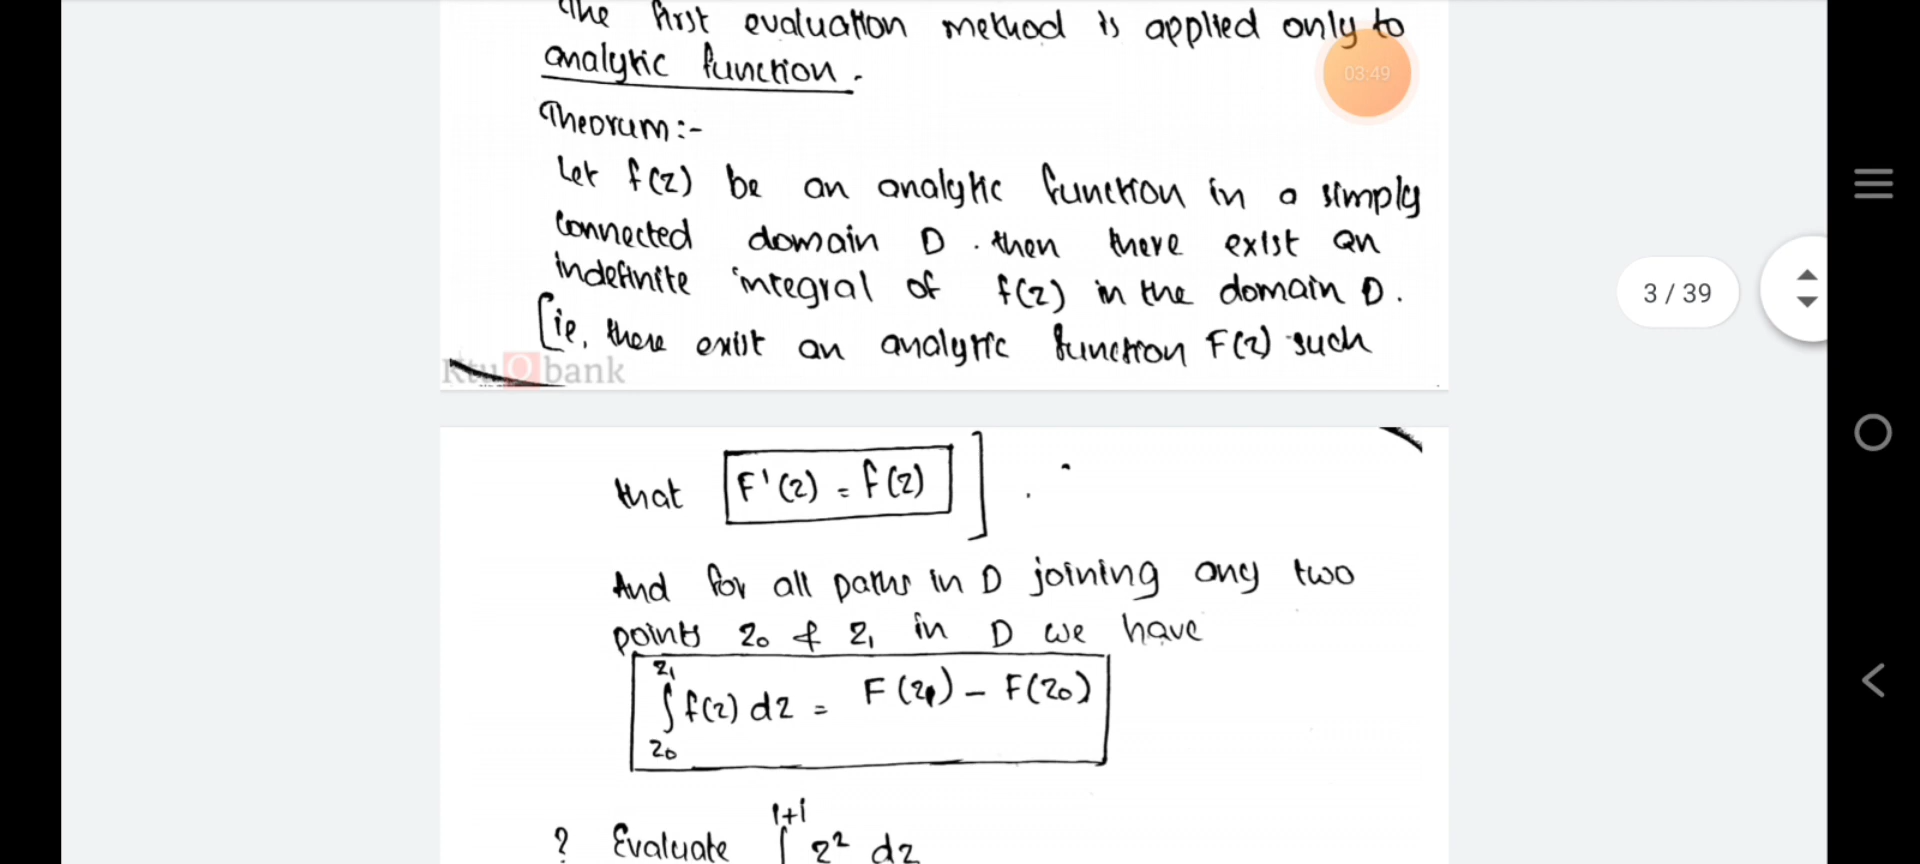 The first evaluation method is applied only to
analytic function.
03:49
Theorum:-
Let f(z) be an analytic function in a simply
connected domain D. then there exist an
indefinite integral of f(z) in the domain D.
[ie, there exist an analytic function F(z) such
Ktu Q bank
3 / 39
that F'(z) = f(z) ].
And for all paths in D joining any two
points z₀ & z₁ in D we have
∫_{z₀}^{z₁} f(z) dz = F(z₁) - F(z₀)
? Evaluate ∫^{1+i} z² dz